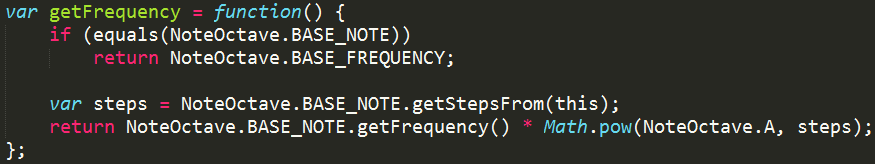 var getFrequency = function() {
    if (equals(NoteOctave.BASE_NOTE))
        return NoteOctave.BASE_FREQUENCY;

    var steps = NoteOctave.BASE_NOTE.getStepsFrom(this);
    return NoteOctave.BASE_NOTE.getFrequency() * Math.pow(NoteOctave.A, steps);
};